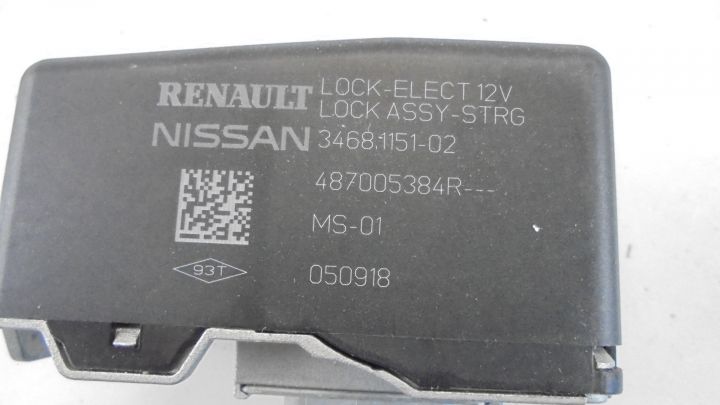 RENAULT LOCK-ELECT 12V
LOCK ASSY-STRG
NISSAN 3468.1151-02
487005384R---
MS-01
93T 050918